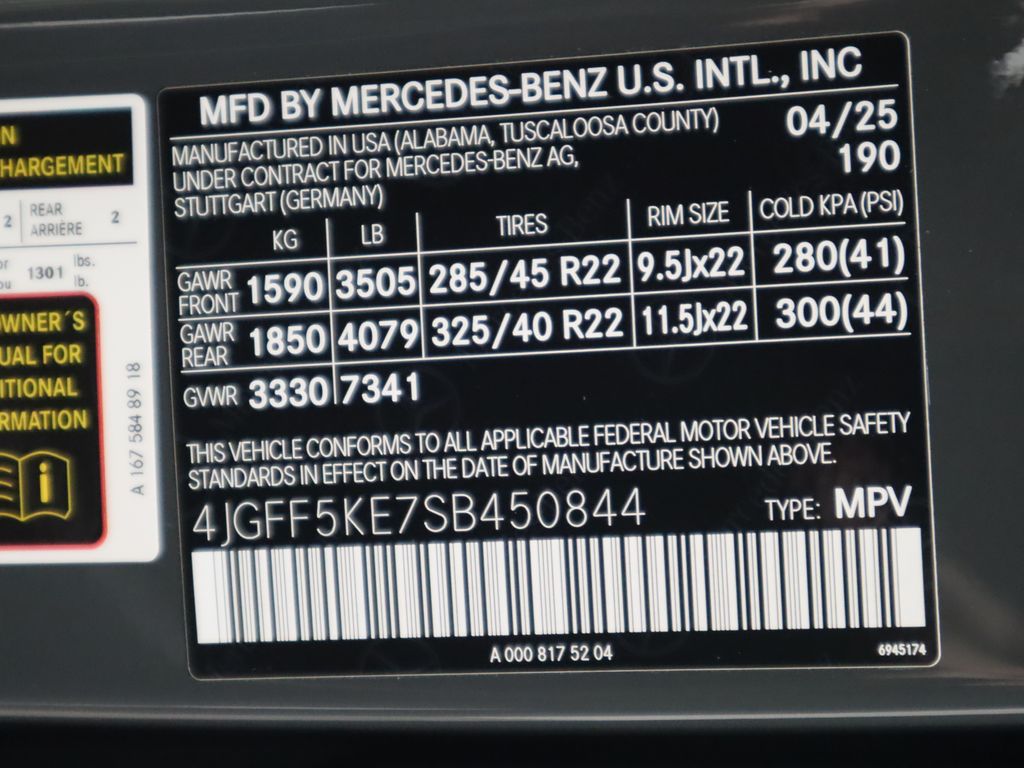 N
HARGEMENT
2 REAR
ARRIÈRE 2
or
ou 1301 lbs.
lb.
OWNER´S
UAL FOR
ITIONAL
RMATION
A 167 584 89 18
MFD BY MERCEDES-BENZ U.S. INTL., INC
MANUFACTURED IN USA (ALABAMA, TUSCALOOSA COUNTY)
UNDER CONTRACT FOR MERCEDES-BENZ AG,
STUTTGART (GERMANY)
04/25
190
KG LB TIRES RIM SIZE COLD KPA (PSI)
GAWR
FRONT 1590 3505 285/45 R22 9.5Jx22 280(41)
GAWR
REAR 1850 4079 325/40 R22 11.5Jx22 300(44)
GVWR 3330 7341
THIS VEHICLE CONFORMS TO ALL APPLICABLE FEDERAL MOTOR VEHICLE SAFETY
STANDARDS IN EFFECT ON THE DATE OF MANUFACTURE SHOWN ABOVE.
4JGFF5KE7SB450844 TYPE: MPV
A 000 817 52 04 6945174